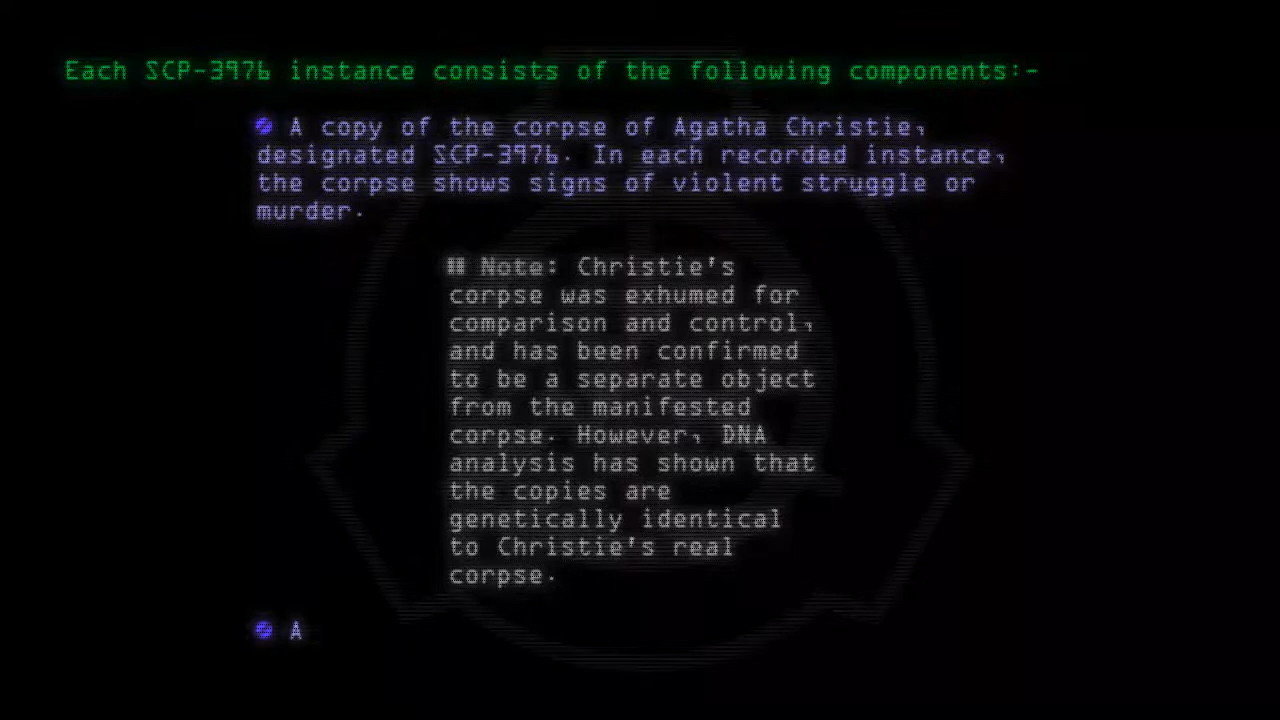 Each SCP-3976 instance consists of the following components:-
A copy of the corpse of Agatha Christie,
designated SCP-3976. In each recorded instance,
the corpse shows signs of violent struggle or
murder.
Note: Christie's
corpse was exhumed for
comparison and control,
and has been confirmed
to be a separate object
from the manifested
corpse. However, DNA
analysis has shown that
the copies are
genetically identical
to Christie's real
corpse.
A